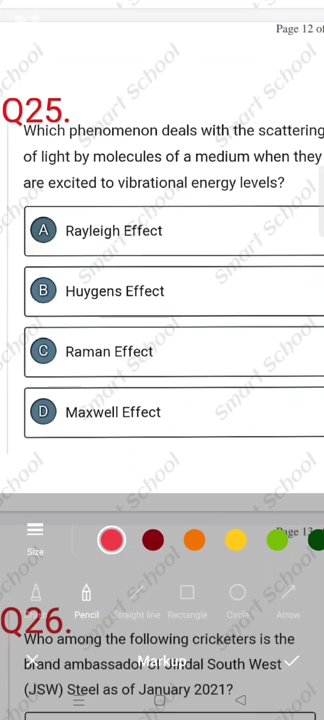 Page 12 of
Q25.
Which phenomenon deals with the scattering
of light by molecules of a medium when they
are excited to vibrational energy levels?
A Rayleigh Effect
B Huygens Effect
C Raman Effect
D Maxwell Effect
Smart School
Page 13
Size
Pencil Straight line Rectangle Circle Arrow
Q26.
Who among the following cricketers is the
brand ambassador of Jindal South West
Markup
(JSW) Steel as of January 2021?